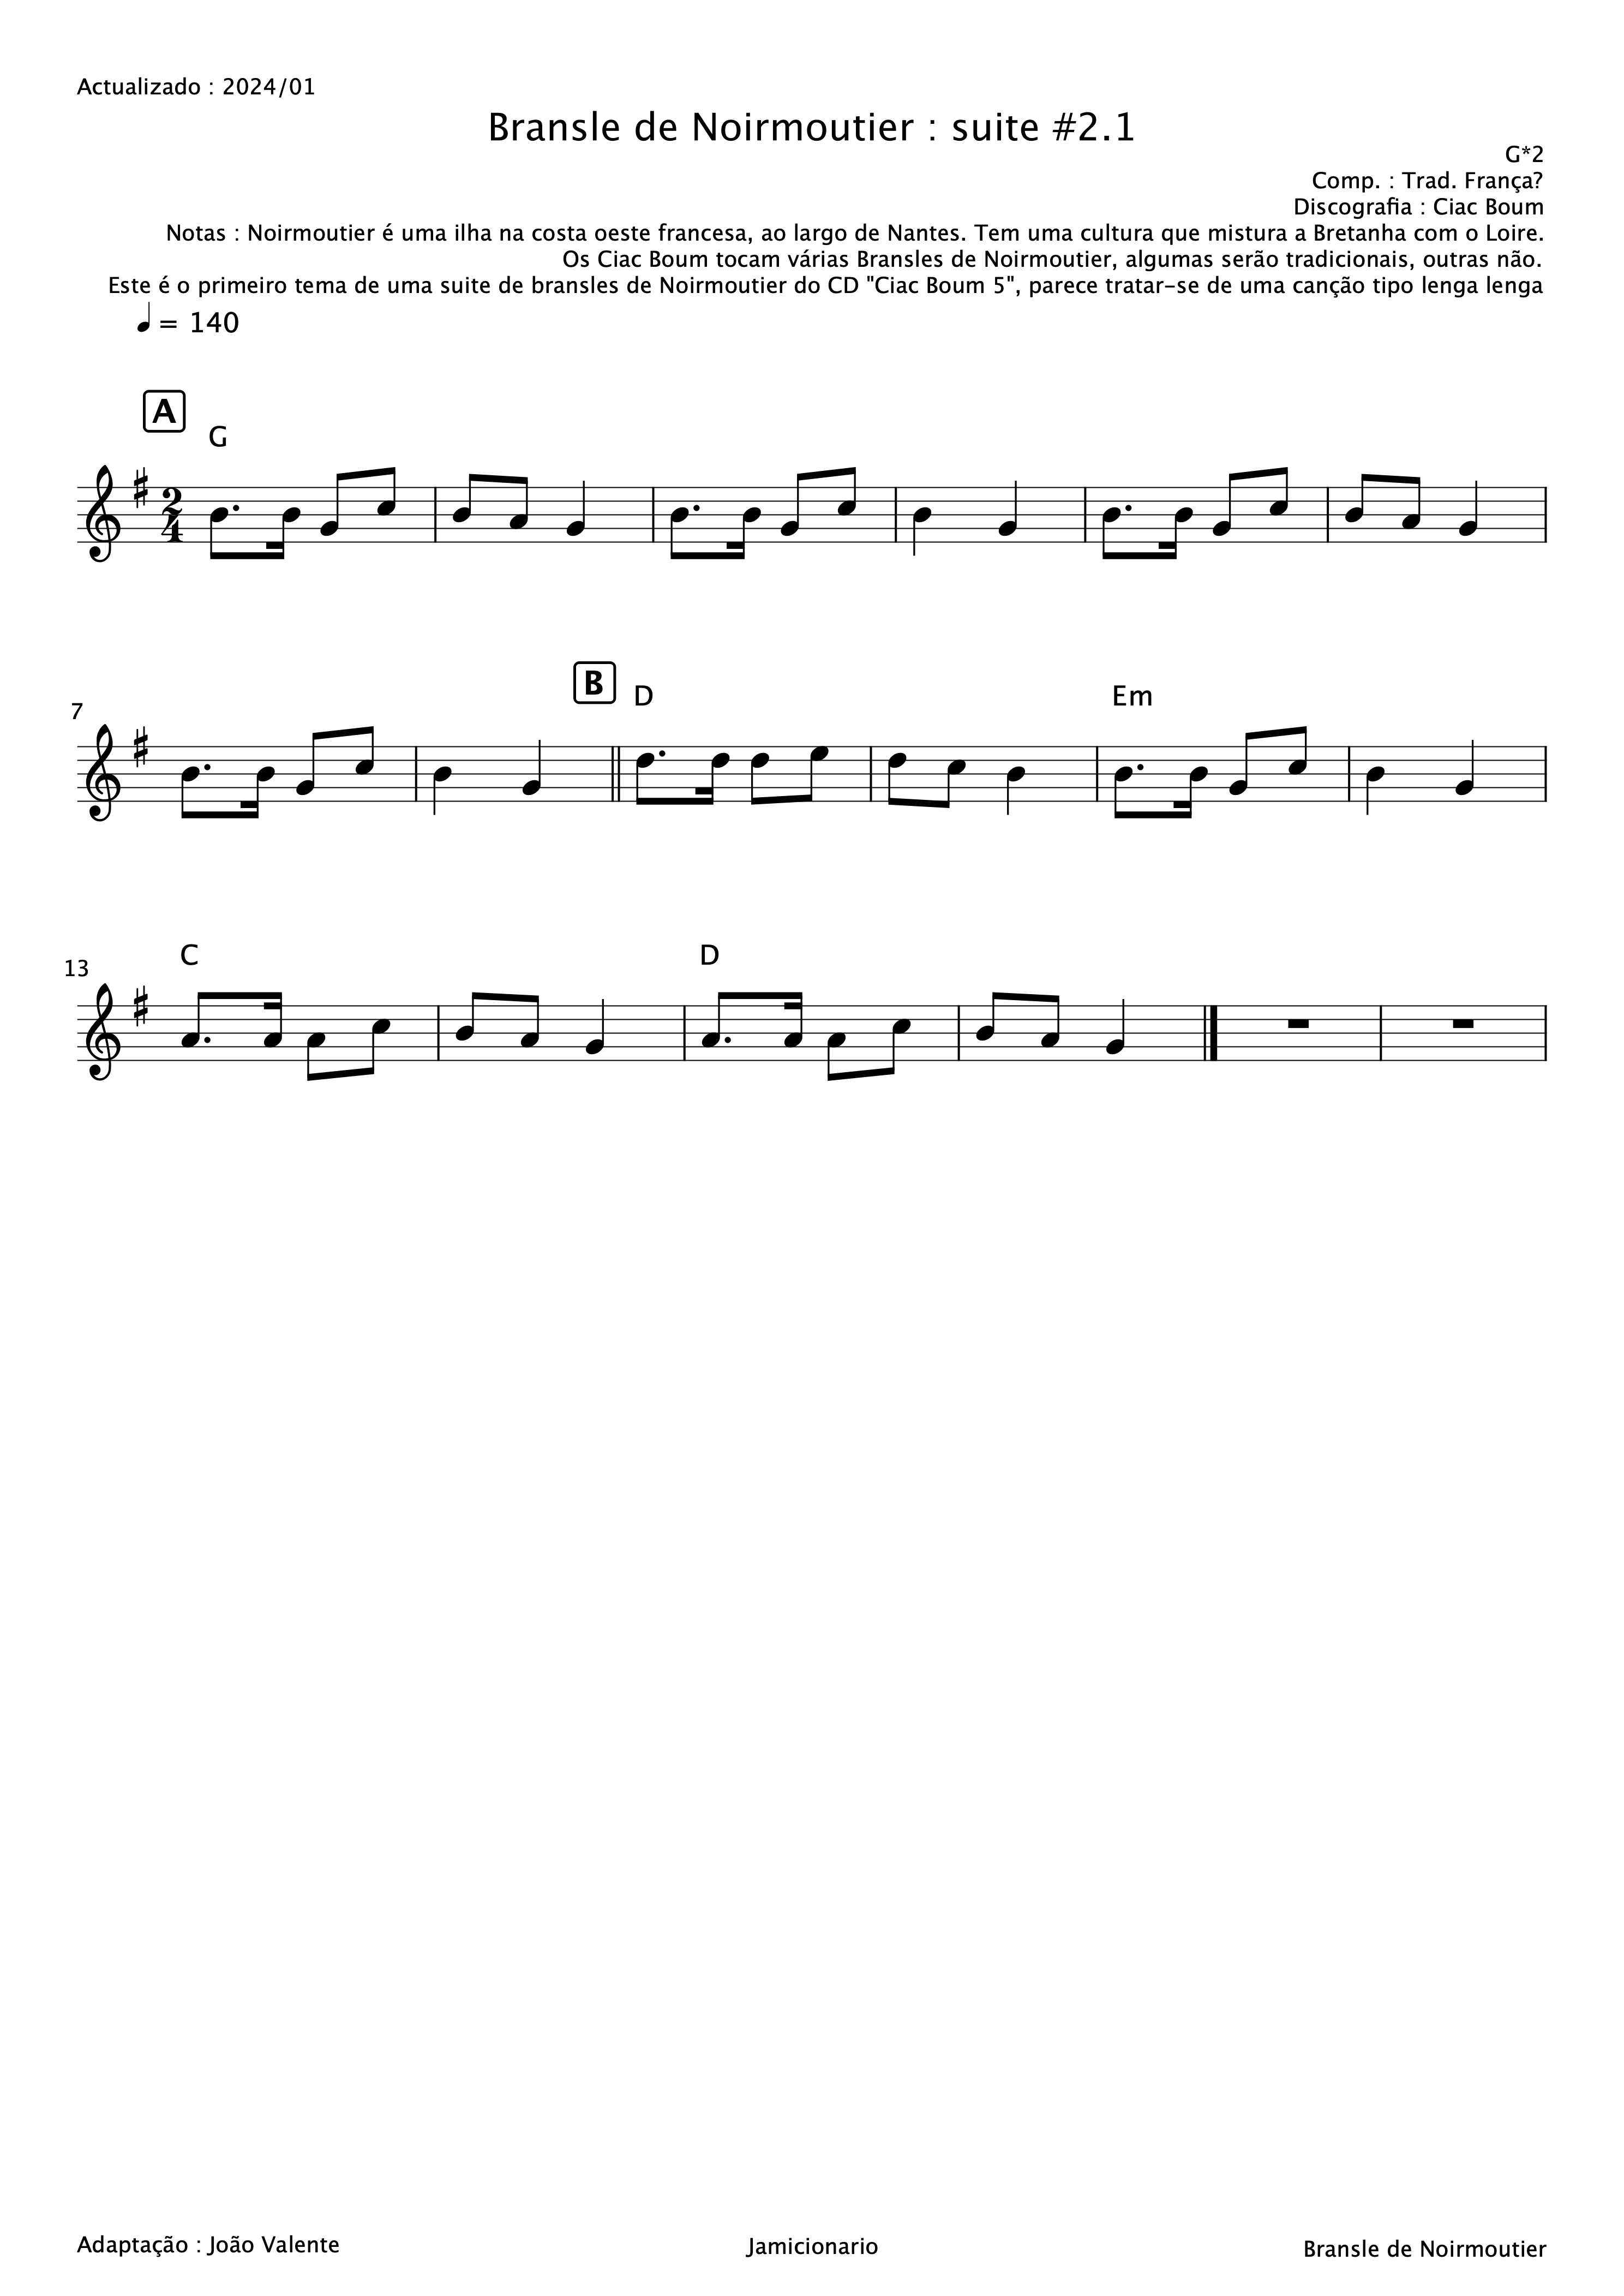 Actualizado : 2024/01
Bransle de Noirmoutier : suite #2.1
G*2
Comp. : Trad. França?
Discografia : Ciac Boum
Notas : Noirmoutier é uma ilha na costa oeste francesa, ao largo de Nantes. Tem uma cultura que mistura a Bretanha com o Loire.
Os Ciac Boum tocam várias Bransles de Noirmoutier, algumas serão tradicionais, outras não.
Este é o primeiro tema de uma suite de bransles de Noirmoutier do CD "Ciac Boum 5", parece tratar-se de uma canção tipo lenga lenga
♩ = 140
A
G
2
4
B
D
Em
7
C
D
13
Adaptação : João Valente
Jamicionario
Bransle de Noirmoutier